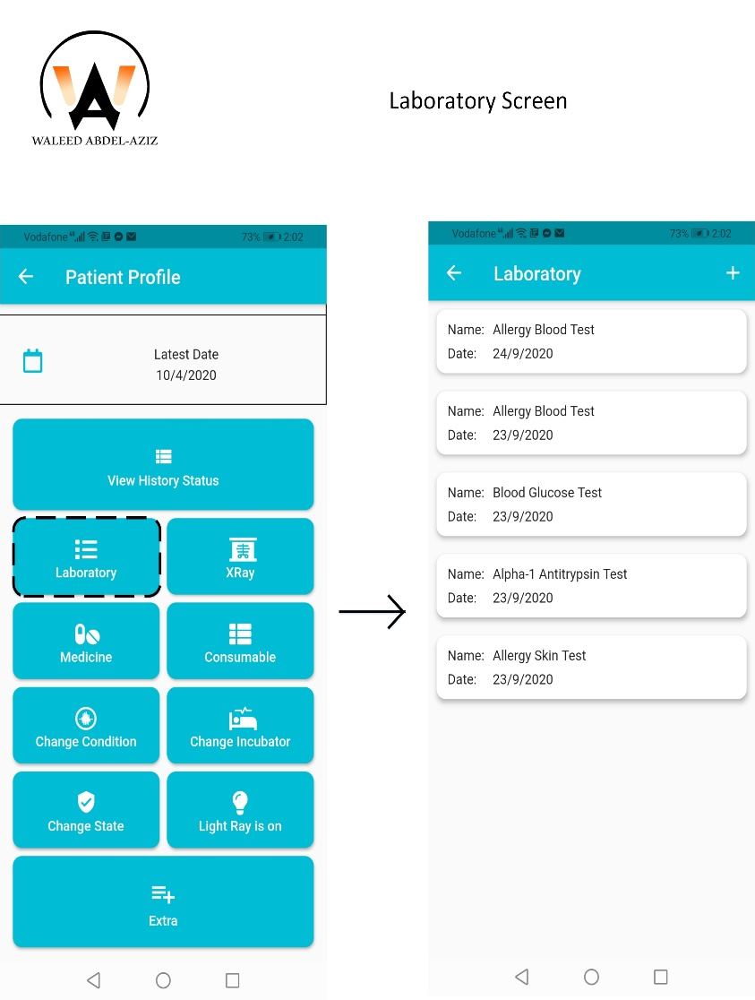 WALEED ABDEL-AZIZ
Laboratory Screen
Vodafone 73% 2:02
Patient Profile
Latest Date
10/4/2020
View History Status
Laboratory
XRay
Medicine
Consumable
Change Condition
Change Incubator
Change State
Light Ray is on
Extra
Vodafone 73% 2:02
Laboratory +
Name: Allergy Blood Test
Date: 24/9/2020
Name: Allergy Blood Test
Date: 23/9/2020
Name: Blood Glucose Test
Date: 23/9/2020
Name: Alpha-1 Antitrypsin Test
Date: 23/9/2020
Name: Allergy Skin Test
Date: 23/9/2020